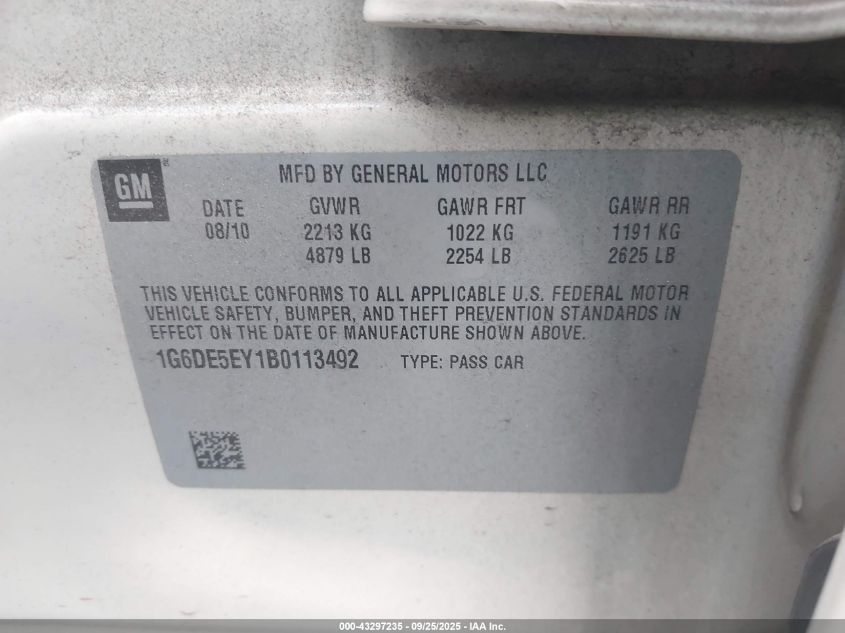 GM
MFD BY GENERAL MOTORS LLC
DATE GVWR GAWR FRT GAWR RR
08/10 2213 KG 1022 KG 1191 KG
4879 LB 2254 LB 2625 LB
THIS VEHICLE CONFORMS TO ALL APPLICABLE U.S. FEDERAL MOTOR
VEHICLE SAFETY, BUMPER, AND THEFT PREVENTION STANDARDS IN
EFFECT ON THE DATE OF MANUFACTURE SHOWN ABOVE.
1G6DE5EY1B0113492 TYPE: PASS CAR
000-43297235 - 09/25/2025 - IAA Inc.